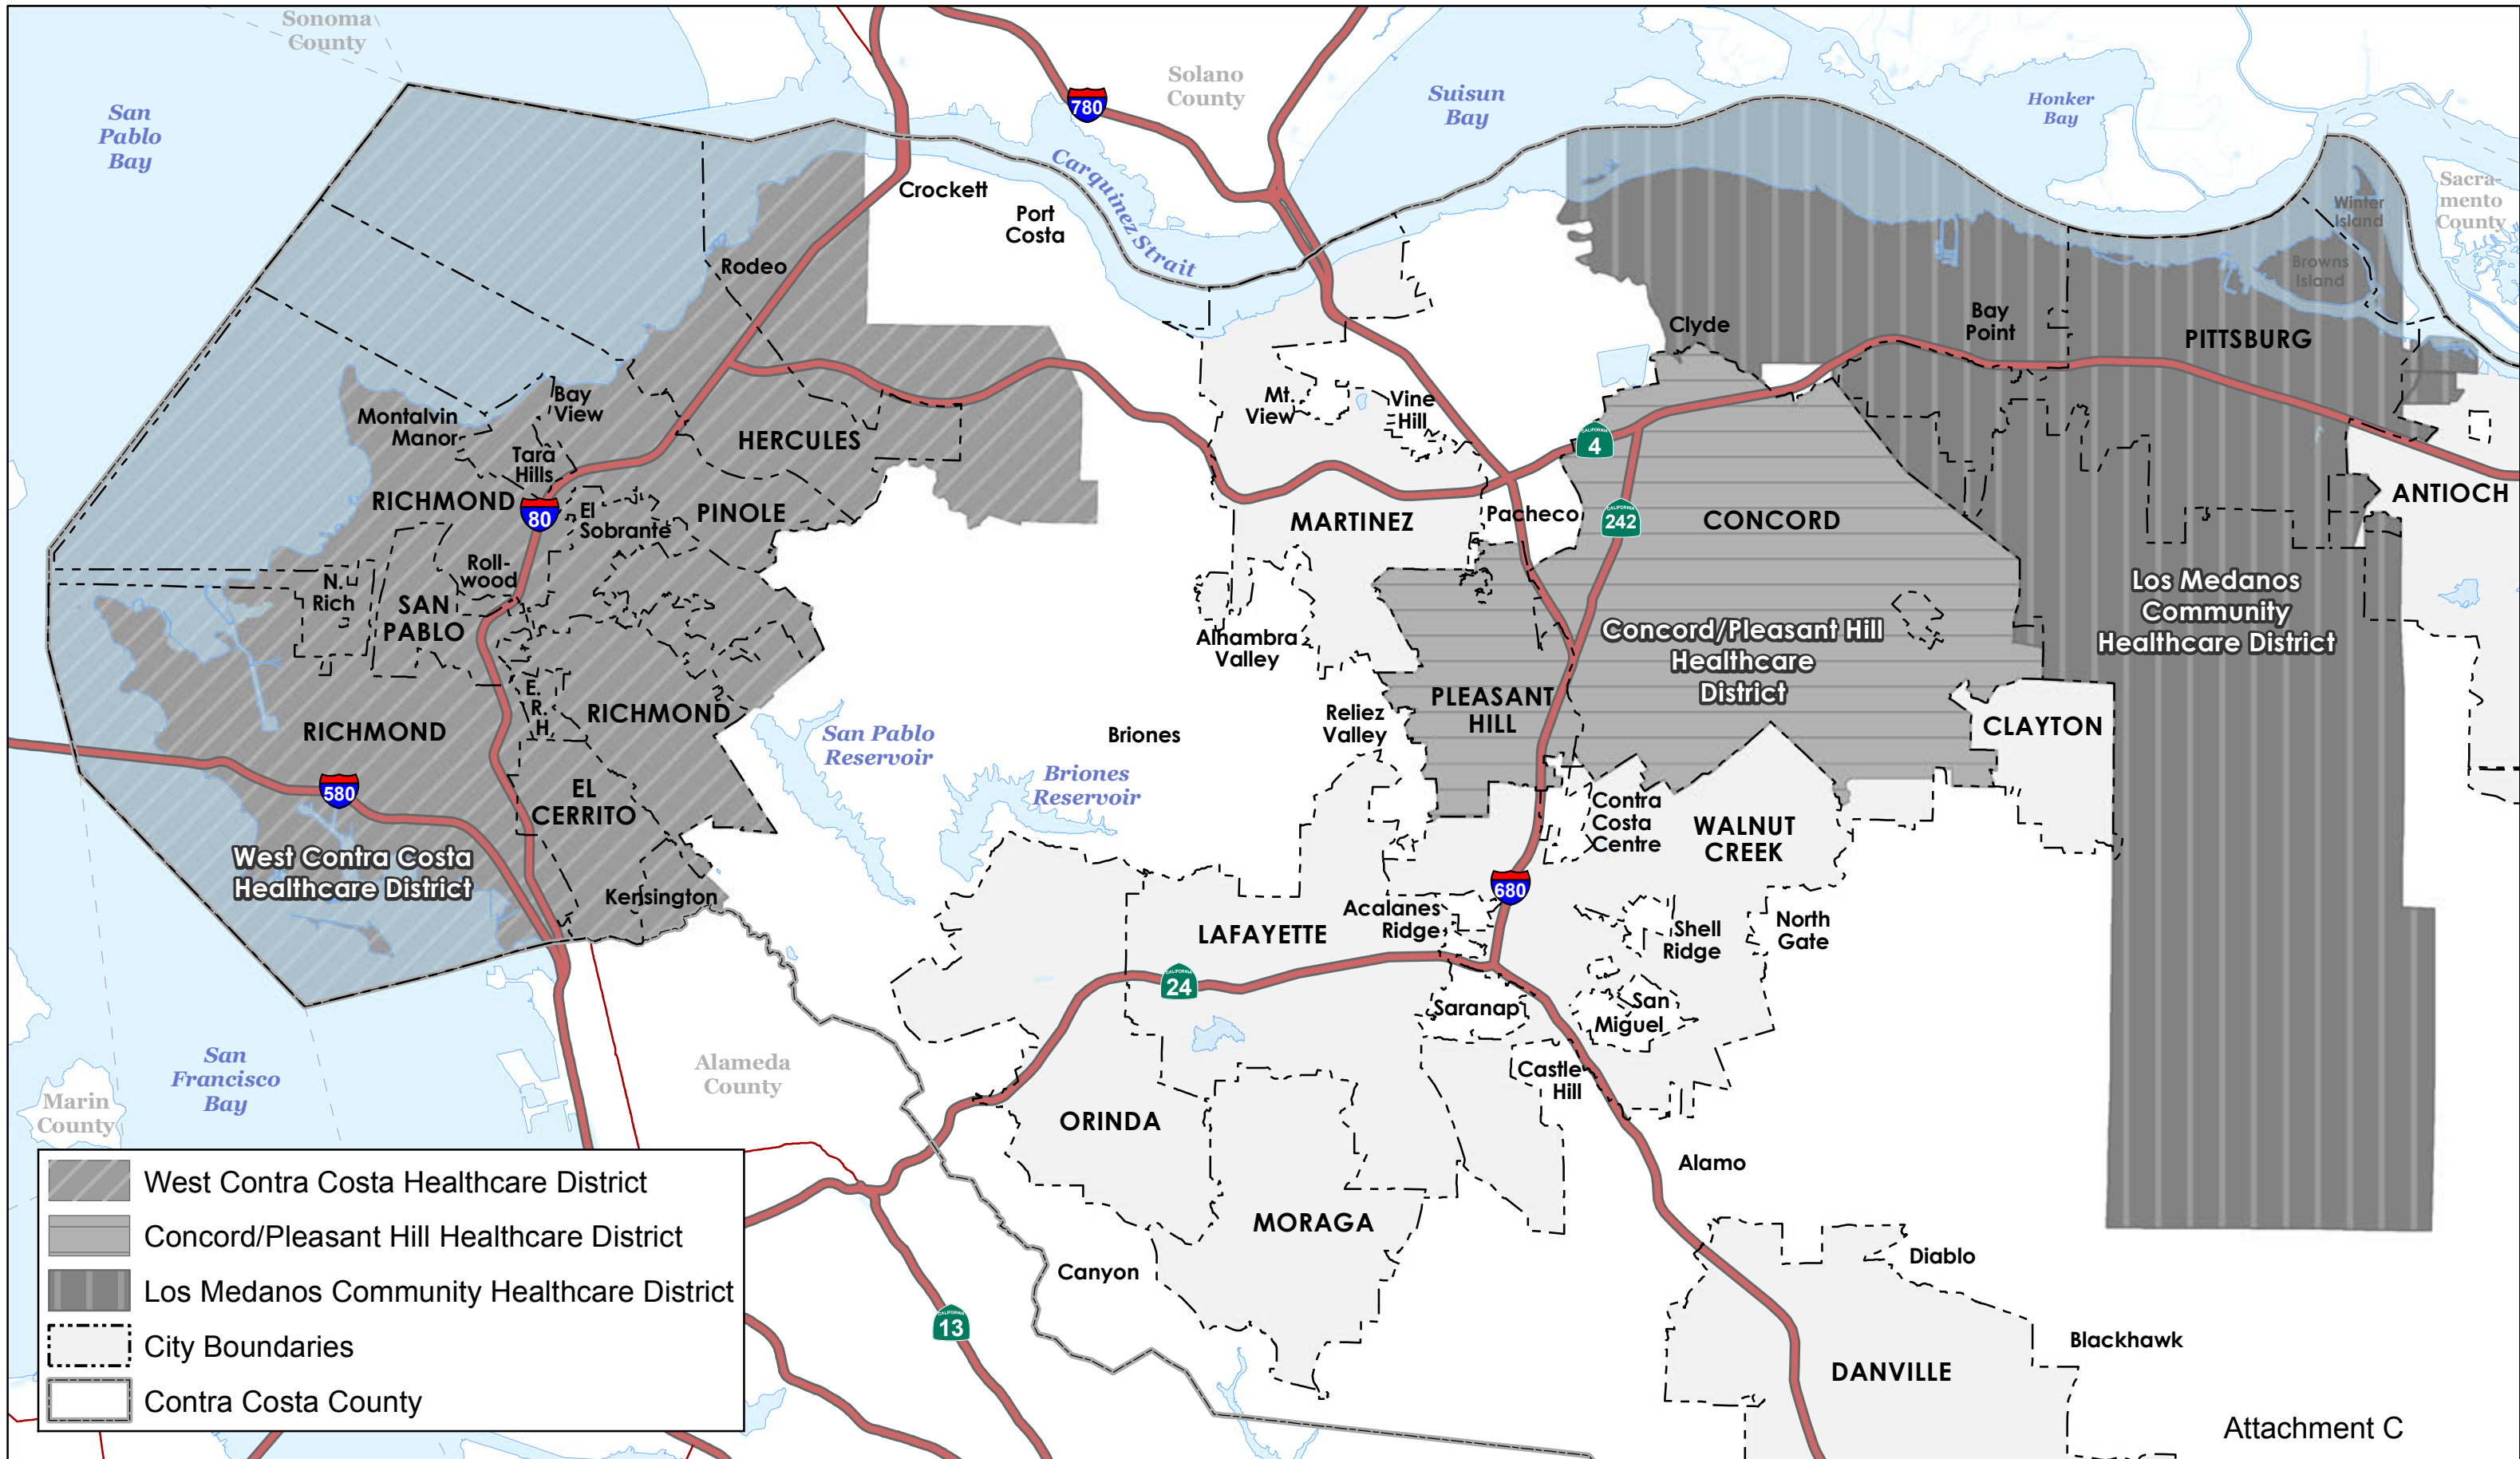 Sonoma
County
San
Pablo
Bay
780
Solano
County
Suisun
Bay
Honker
Bay
Carquinez Strait
Crockett
Port
Costa
Sacra-
mento
County
Winter
Island
Browns
Island
Rodeo
Clyde
Bay
Point
PITTSBURG
Bay
View
Montalvin
Manor
Tara
Hills
HERCULES
Mt.
View
Vine
Hill
CALIFORNIA
4
RICHMOND
80
El
Sobrante
PINOLE
MARTINEZ
Pacheco
CALIFORNIA
242
CONCORD
ANTIOCH
N.
Rich
Roll-
wood
SAN
PABLO
Alhambra
Valley
Concord/Pleasant Hill
Healthcare
District
Los Medanos
Community
Healthcare District
E.
R.
H
RICHMOND
RICHMOND
San Pablo
Reservoir
Briones
Reliez
Valley
PLEASANT
HILL
CLAYTON
580
EL
CERRITO
Briones
Reservoir
Contra
Costa
Centre
WALNUT
CREEK
West Contra Costa
Healthcare District
Kensington
680
Acalanes
Ridge
LAFAYETTE
Shell
Ridge
North
Gate
CALIFORNIA
24
Saranap
San
Miguel
San
Francisco
Bay
Alameda
County
Castle
Hill
Marin
County
ORINDA
Alamo
MORAGA
Canyon
Diablo
CALIFORNIA
13
Blackhawk
DANVILLE
West Contra Costa Healthcare District
Concord/Pleasant Hill Healthcare District
Los Medanos Community Healthcare District
City Boundaries
Contra Costa County
Attachment C